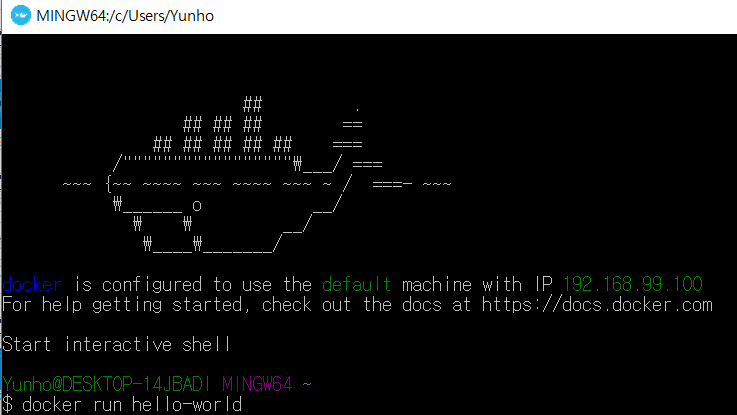 MINGW64:/c/Users/Yunho
                        ##         .
                  ## ## ##        ==
               ## ## ## ## ##    ===
           /"""""""""""""""""₩___/ ===
      ~~~ {~~ ~~~~ ~~~ ~~~~ ~~~ ~ /  ===- ~~~
           ₩______ o           __/
             ₩    ₩         __/
              ₩____₩_______/
docker is configured to use the default machine with IP 192.168.99.100
For help getting started, check out the docs at https://docs.docker.com
Start interactive shell
Yunho@DESKTOP-14JBADI MINGW64 ~
$ docker run hello-world